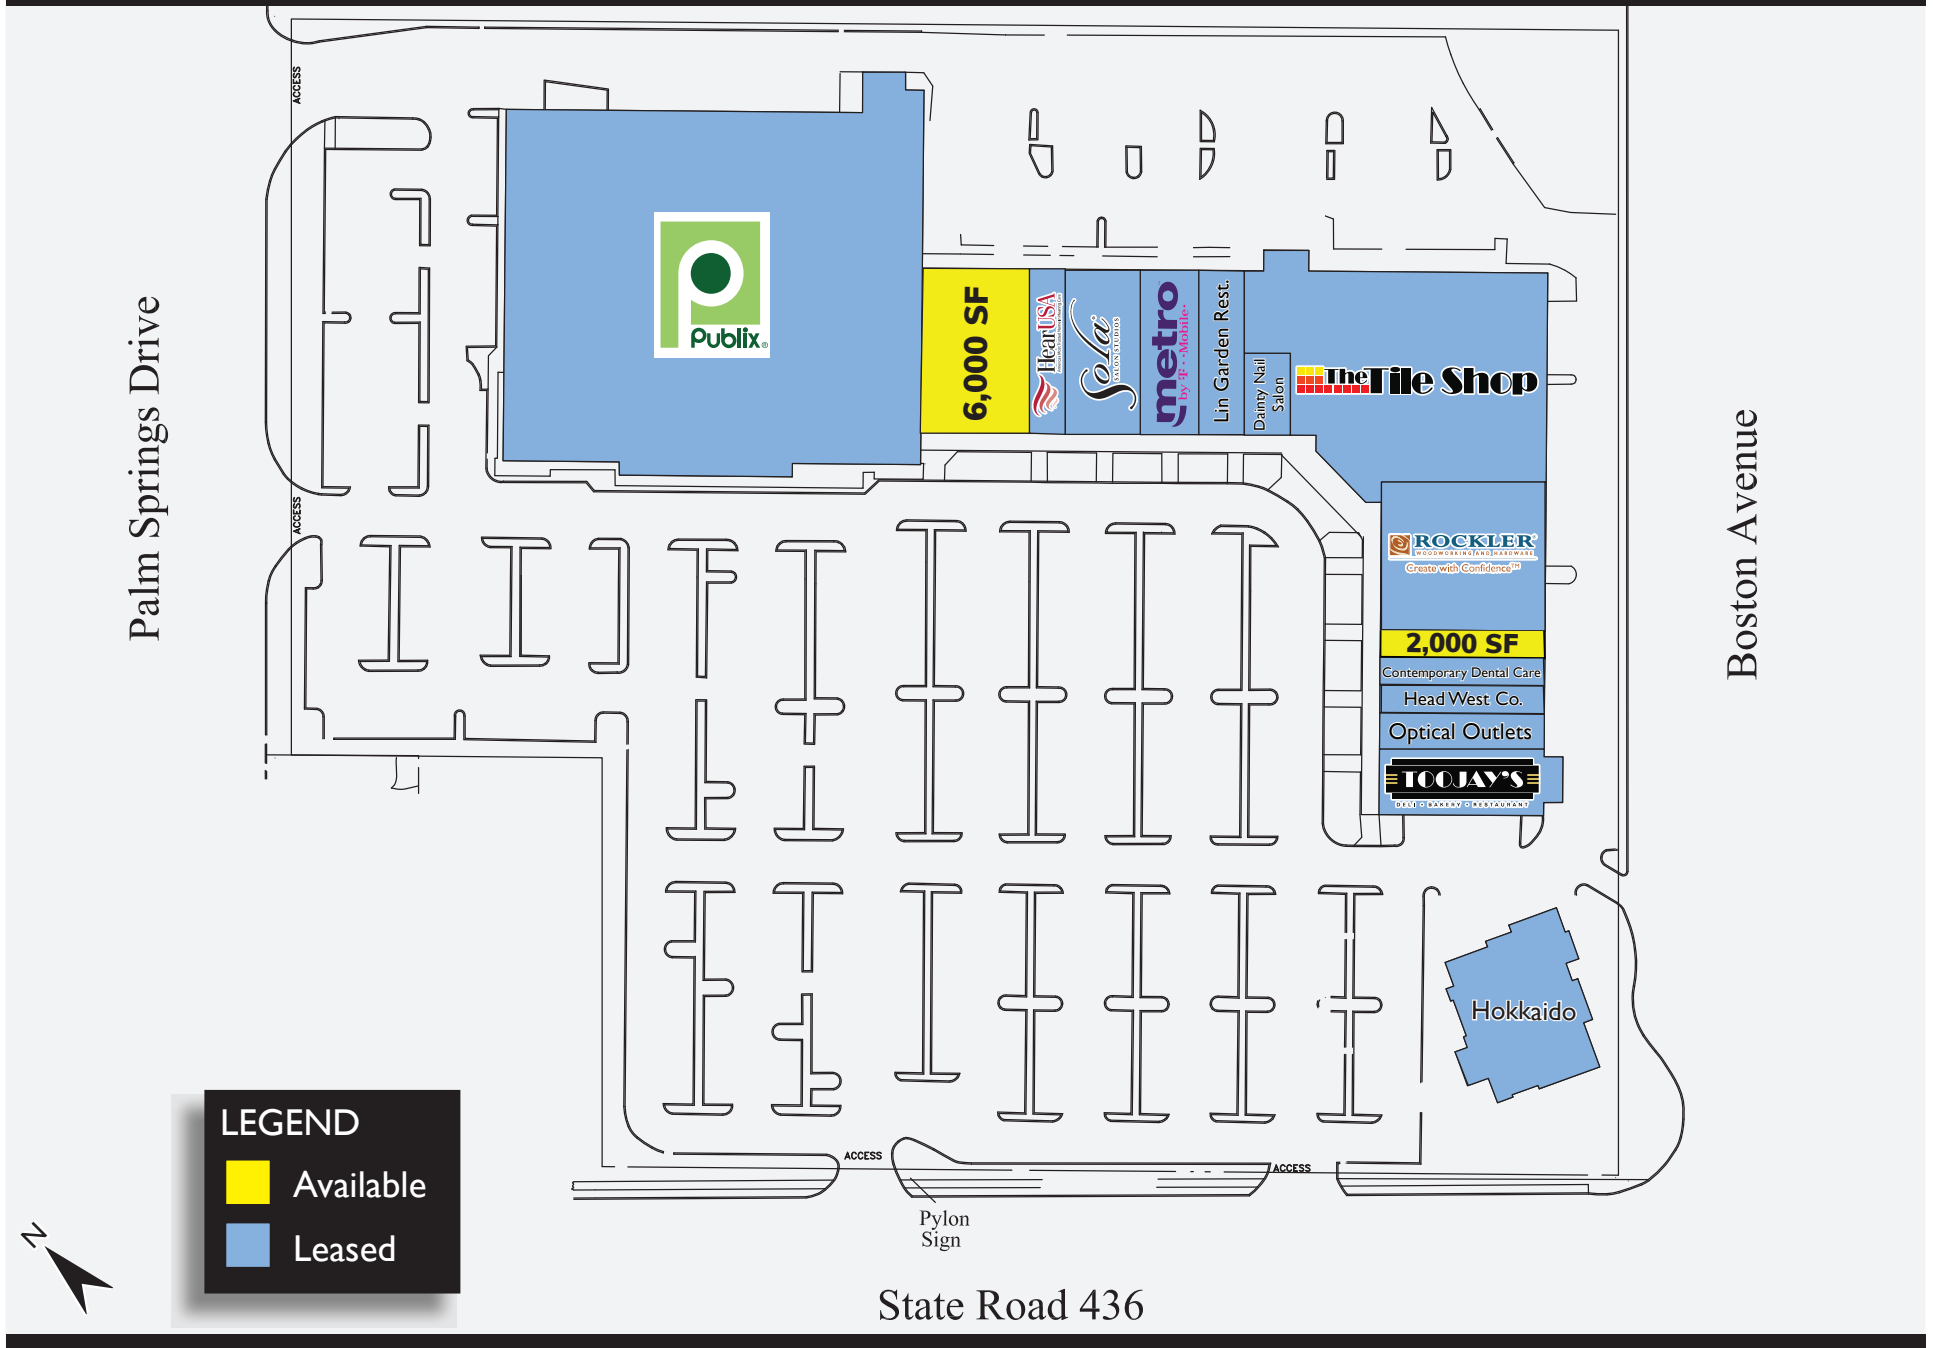 ACCESS
Publix
6,000 SF
HearUSA
Sola
SALON STUDIOS
metro
by T-Mobile
Lin Garden Rest.
Dainty Nail
Salon
The Tile Shop
Palm Springs Drive
Boston Avenue
ACCESS
ROCKLER
WOODWORKING AND HARDWARE
Create with Confidence™
2,000 SF
Contemporary Dental Care
Head West Co.
Optical Outlets
TOOJAY'S
DELI • BAKERY • RESTAURANT
Hokkaido
LEGEND
Available
Leased
ACCESS
ACCESS
Pylon
Sign
N
State Road 436